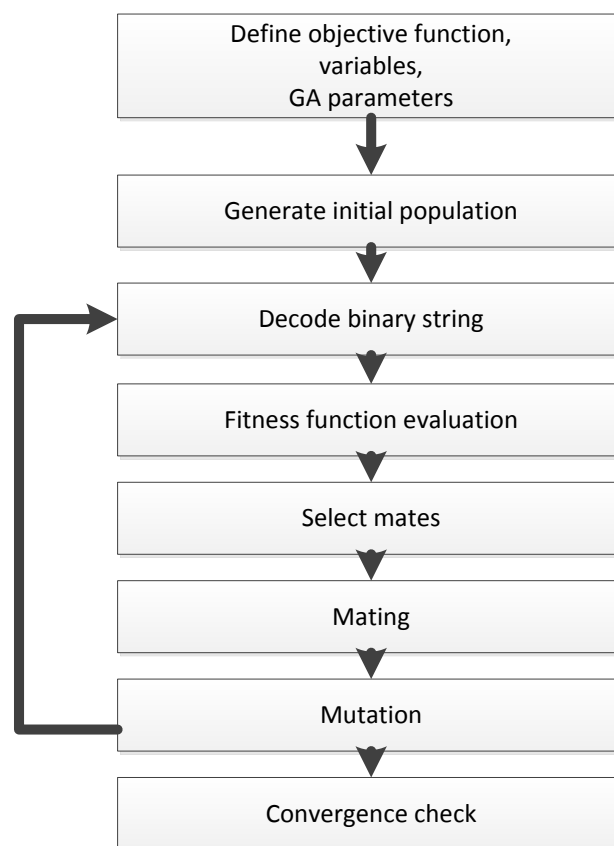 Define objective function,
variables,
GA parameters
Generate initial population
Decode binary string
Fitness function evaluation
Select mates
Mating
Mutation
Convergence check